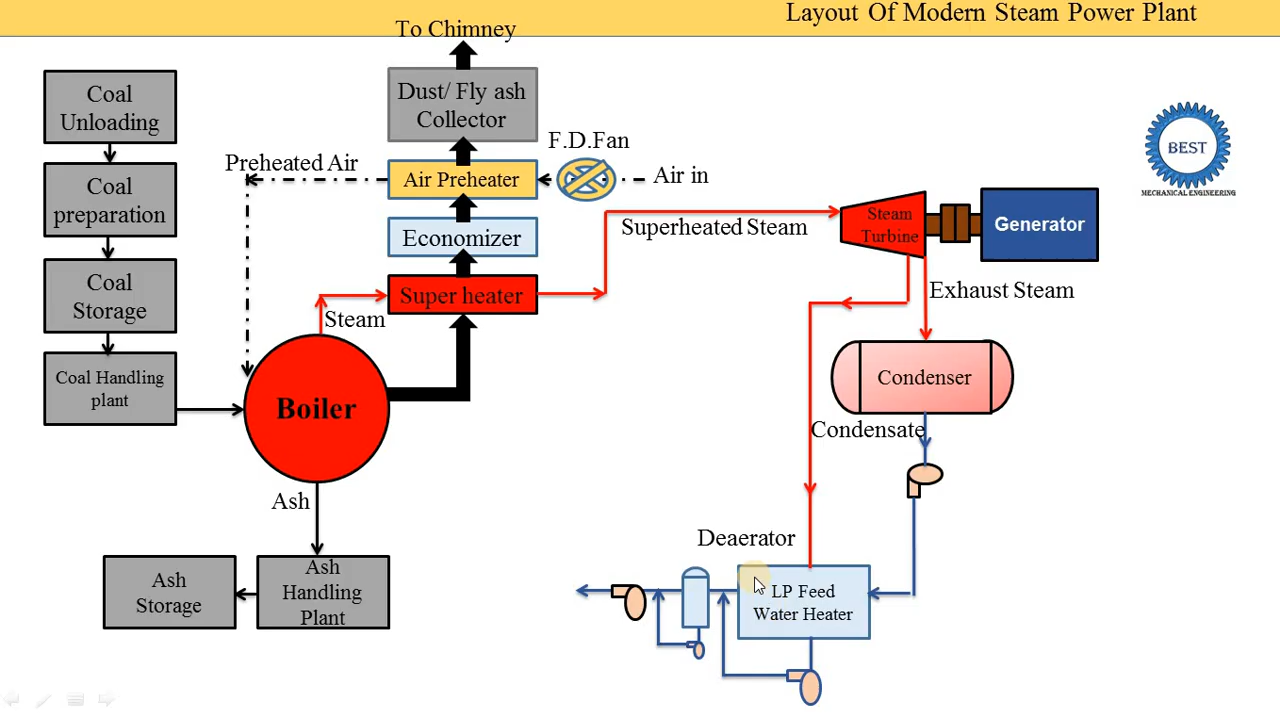 Layout Of Modern Steam Power Plant
To Chimney
Coal
Unloading
Dust/ Fly ash
Collector
F.D.Fan
BEST
MECHANICAL ENGINEERING
Preheated Air
Air Preheater
Air in
Coal
preparation
Steam
Turbine
Generator
Superheated Steam
Economizer
Coal
Storage
Super heater
Exhaust Steam
Steam
Coal Handling
plant
Boiler
Condenser
Condensate
Ash
Deaerator
Ash
Storage
Ash
Handling
Plant
LP Feed
Water Heater